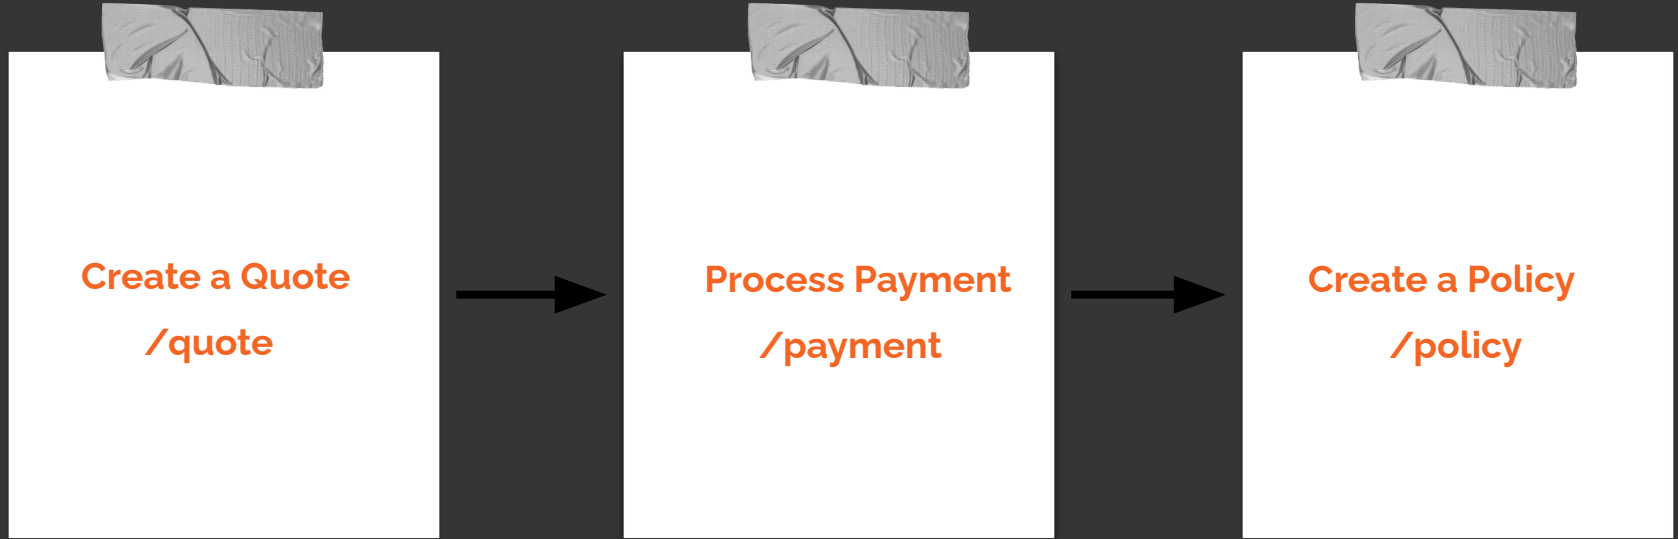 Create a Quote
/quote
Process Payment
/payment
Create a Policy
/policy